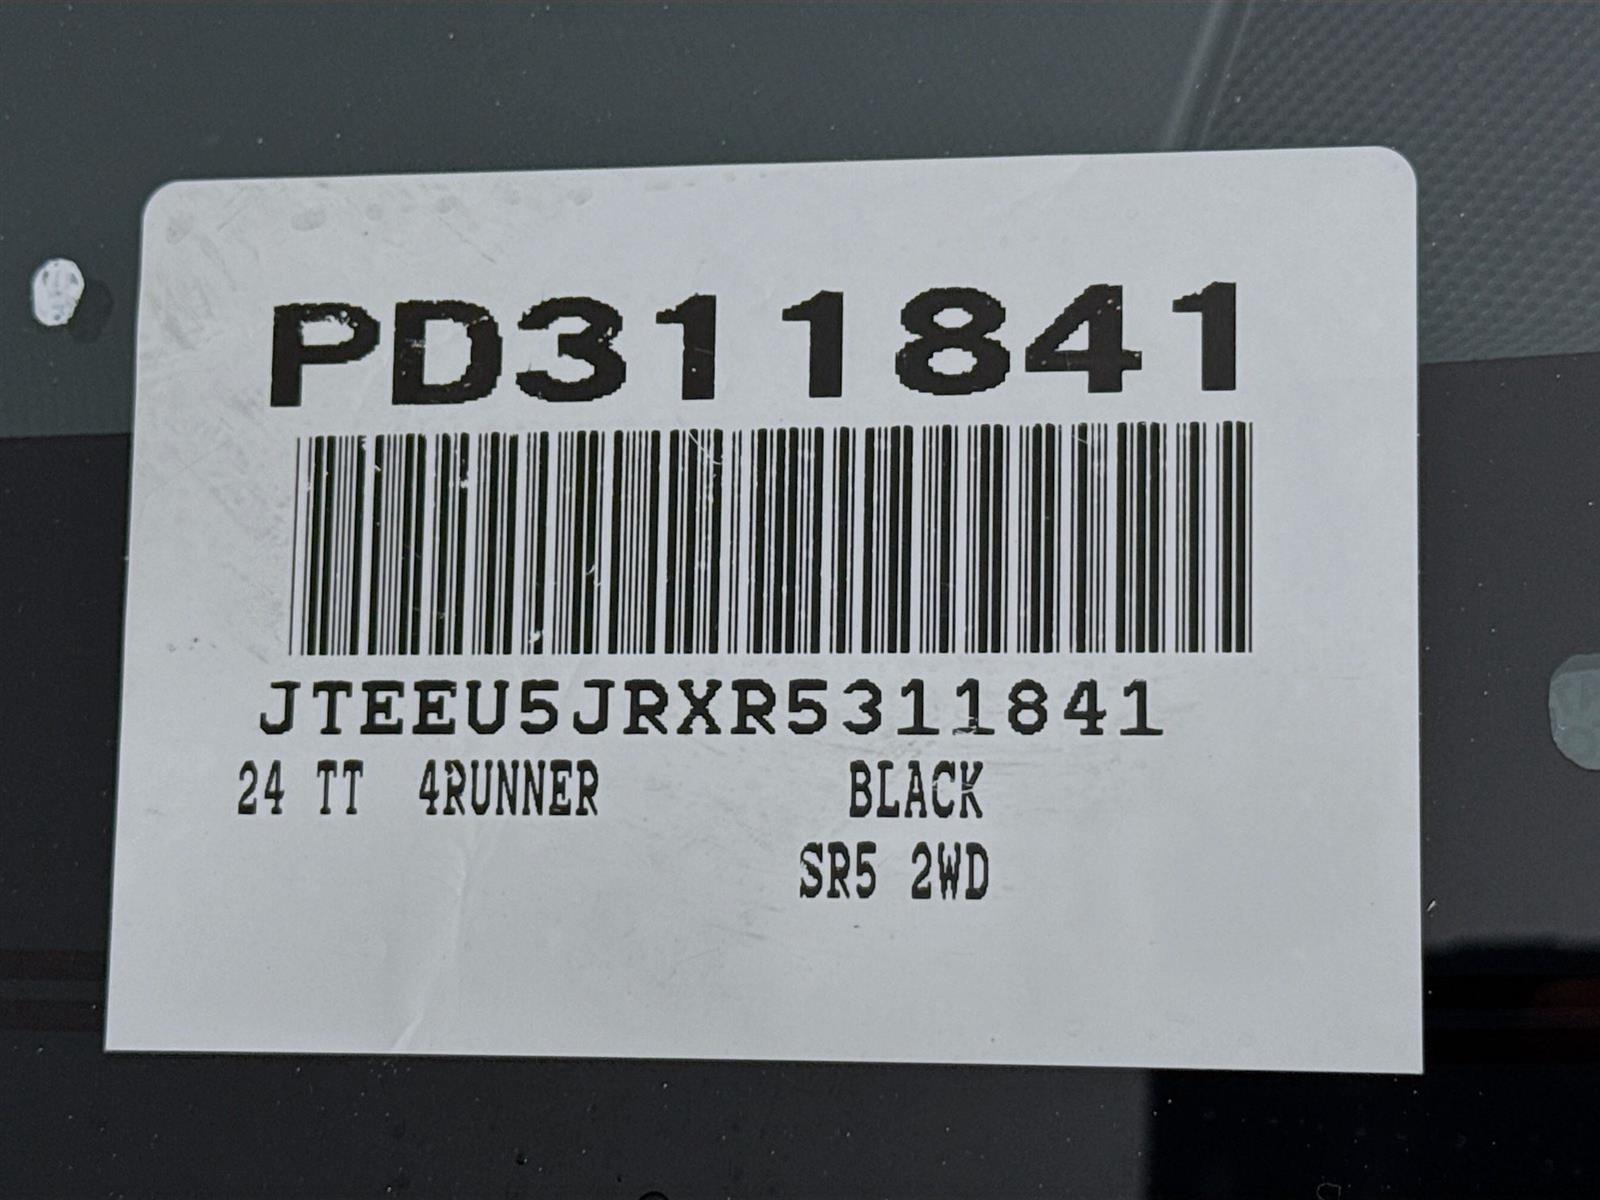 PD311841
JTEEU5JRXR5311841
24 TT 4RUNNER BLACK
SR5 2WD